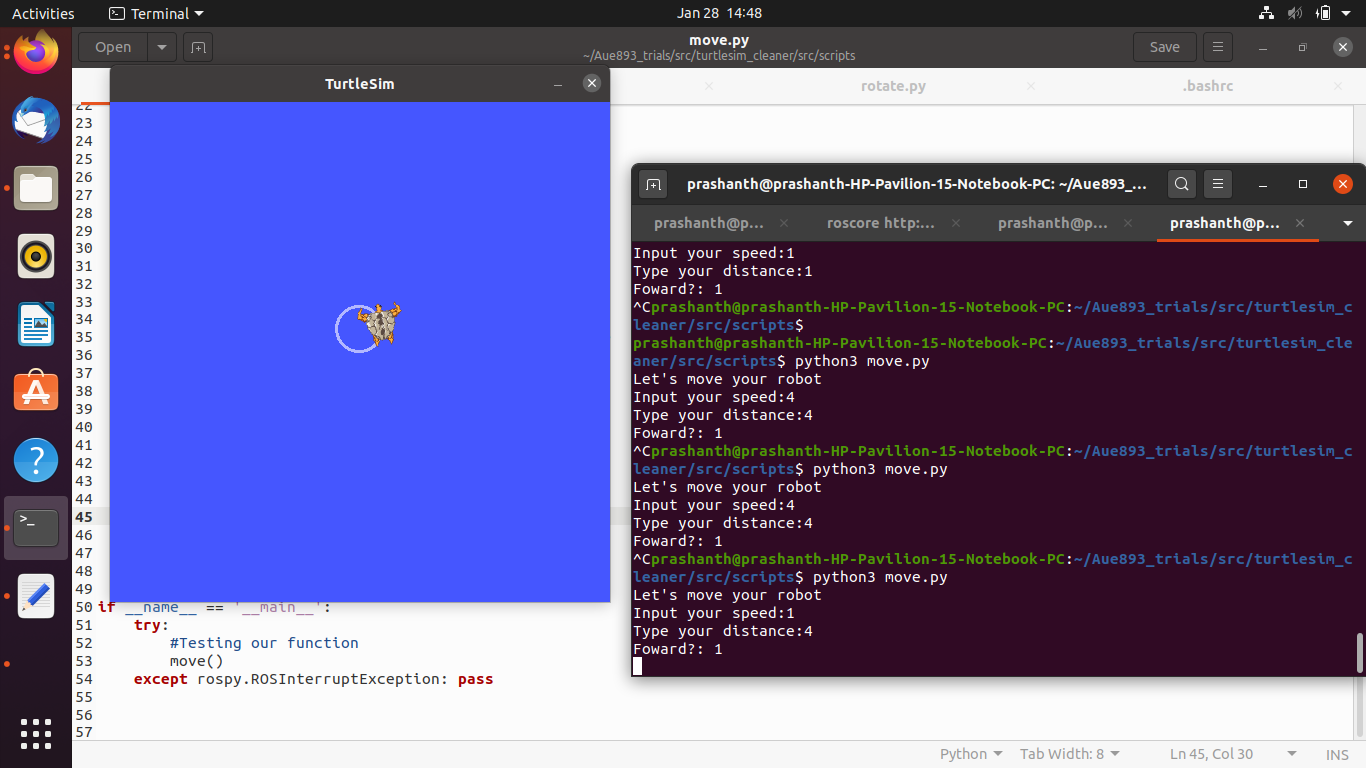 Activities
Terminal
Jan 28 14:48
Open
move.py
~/Aue893_trials/src/turtlesim_cleaner/src/scripts
Save
rotate.py
.bashrc
TurtleSim
22
23
24
25
26
27
28
29
30
31
32
33
34
35
36
37
38
39
40
41
42
43
44
45
46
47
48
49
50 if __name__ == '__main__':
51 try:
52 #Testing our function
53 move()
54 except rospy.ROSInterruptException: pass
55
56
57
prashanth@prashanth-HP-Pavilion-15-Notebook-PC: ~/Aue893_...
prashanth@p...
roscore http:...
prashanth@p...
prashanth@p...
Input your speed:1
Type your distance:1
Foward?: 1
^Cprashanth@prashanth-HP-Pavilion-15-Notebook-PC:~/Aue893_trials/src/turtlesim_c
leaner/src/scripts$
prashanth@prashanth-HP-Pavilion-15-Notebook-PC:~/Aue893_trials/src/turtlesim_cle
aner/src/scripts$ python3 move.py
Let's move your robot
Input your speed:4
Type your distance:4
Foward?: 1
^Cprashanth@prashanth-HP-Pavilion-15-Notebook-PC:~/Aue893_trials/src/turtlesim_c
leaner/src/scripts$ python3 move.py
Let's move your robot
Input your speed:4
Type your distance:4
Foward?: 1
^Cprashanth@prashanth-HP-Pavilion-15-Notebook-PC:~/Aue893_trials/src/turtlesim_c
leaner/src/scripts$ python3 move.py
Let's move your robot
Input your speed:1
Type your distance:4
Foward?: 1
Python
Tab Width: 8
Ln 45, Col 30
INS